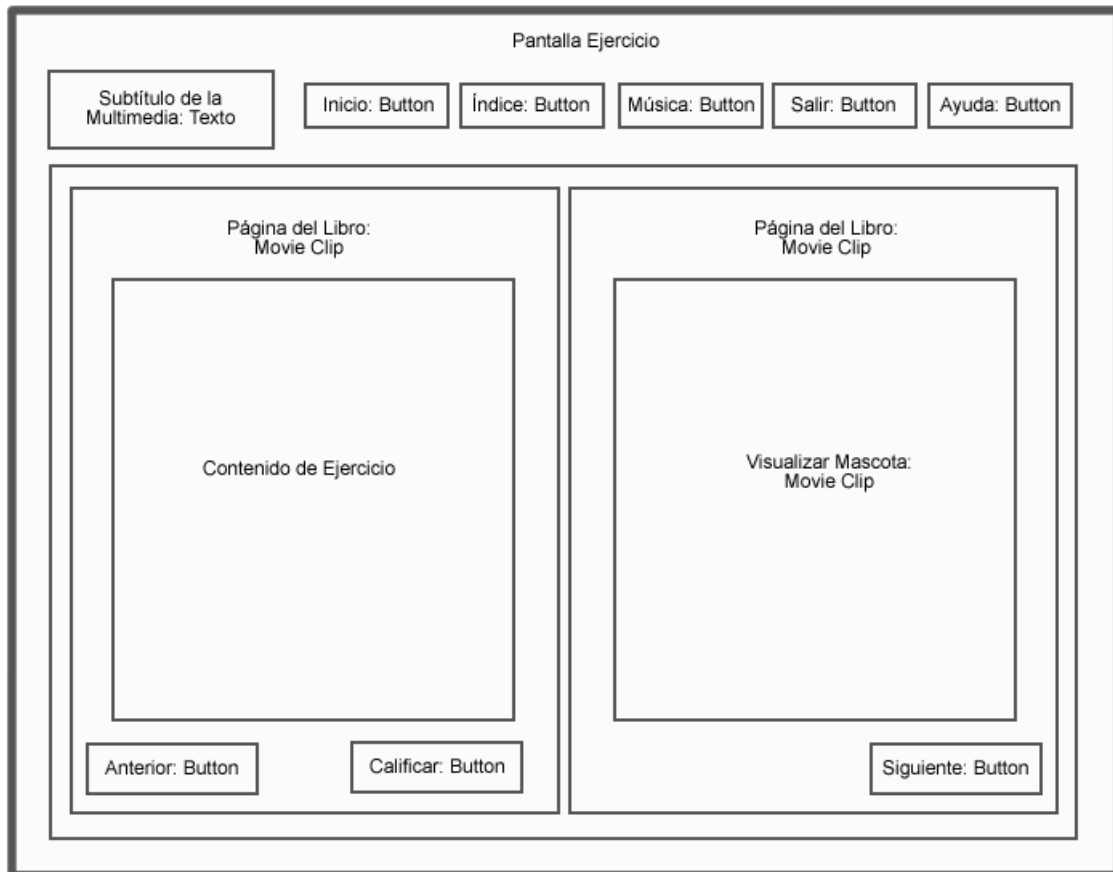 Pantalla Ejercicio
Subtítulo de la
Multimedia: Texto
Inicio: Button
Índice: Button
Música: Button
Salir: Button
Ayuda: Button
Página del Libro:
Movie Clip
Contenido de Ejercicio
Anterior: Button
Calificar: Button
Página del Libro:
Movie Clip
Visualizar Mascota:
Movie Clip
Siguiente: Button